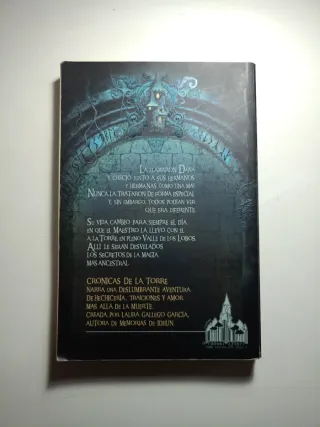 La llamaron Dana
y creció junto a sus hermanos
y hermanas como una más.
Nunca la trataron de forma especial
y, sin embargo, todos podían ver
que era diferente.
Su vida cambió para siempre el día
en que el Maestro la llevó con él
a la Torre, en pleno Valle de los Lobos.
Allí le serían desvelados
los secretos de la magia
más ancestral.
CRÓNICAS DE LA TORRE
narra una deslumbrante aventura
de hechicería, traiciones y amor
más allá de la muerte.
Creada por Laura Gallego García,
autora de Memorias de Idhún.